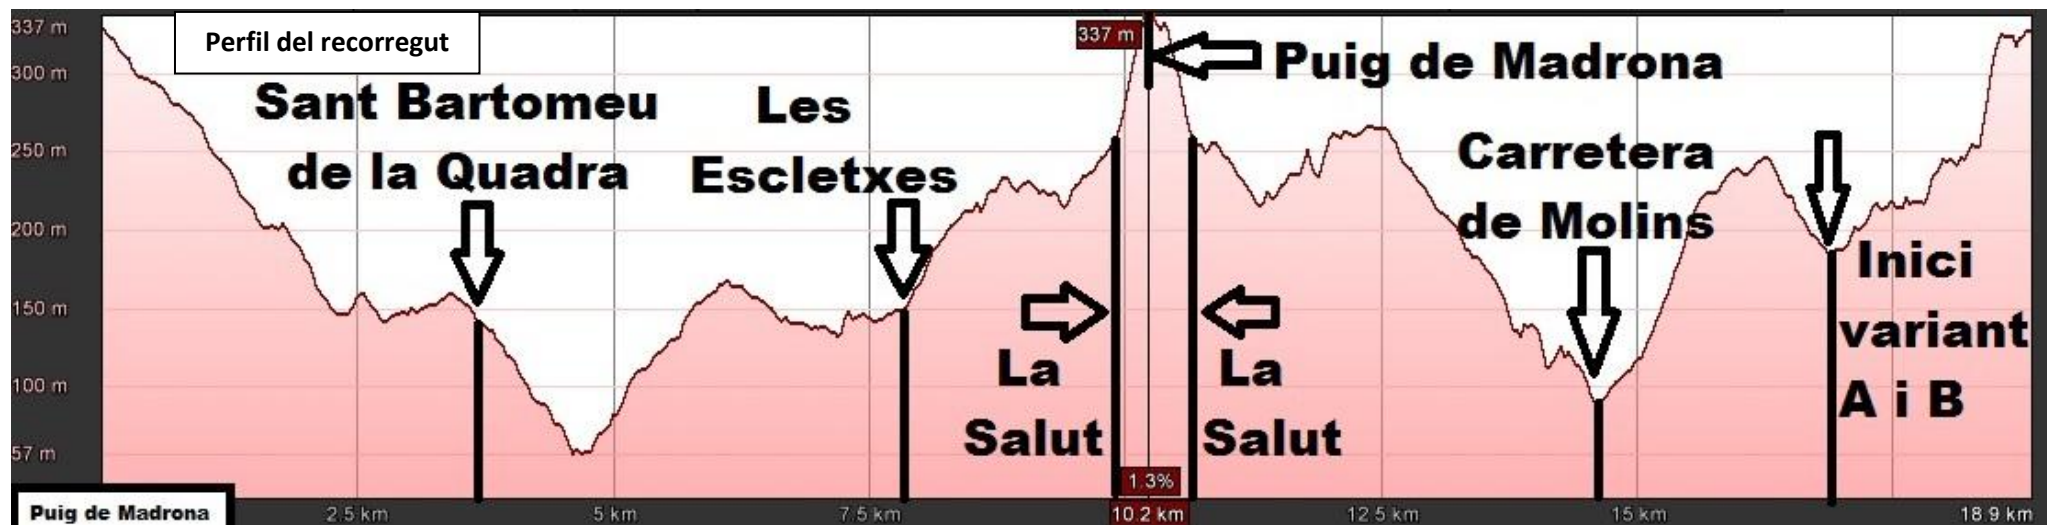 337 m
Perfil del recorregut
337 m
Puig de Madrona
300 m
Sant Bartomeu
de la Quadra
Les
Escletxes
250 m
Carretera
de Molins
200 m
Inici
variant
A i B
150 m
La
Salut
La
Salut
100 m
57 m
1.3%
Puig de Madrona
2.5 km
5 km
7.5 km
10.2 km
12.5 km
15 km
18.9 km